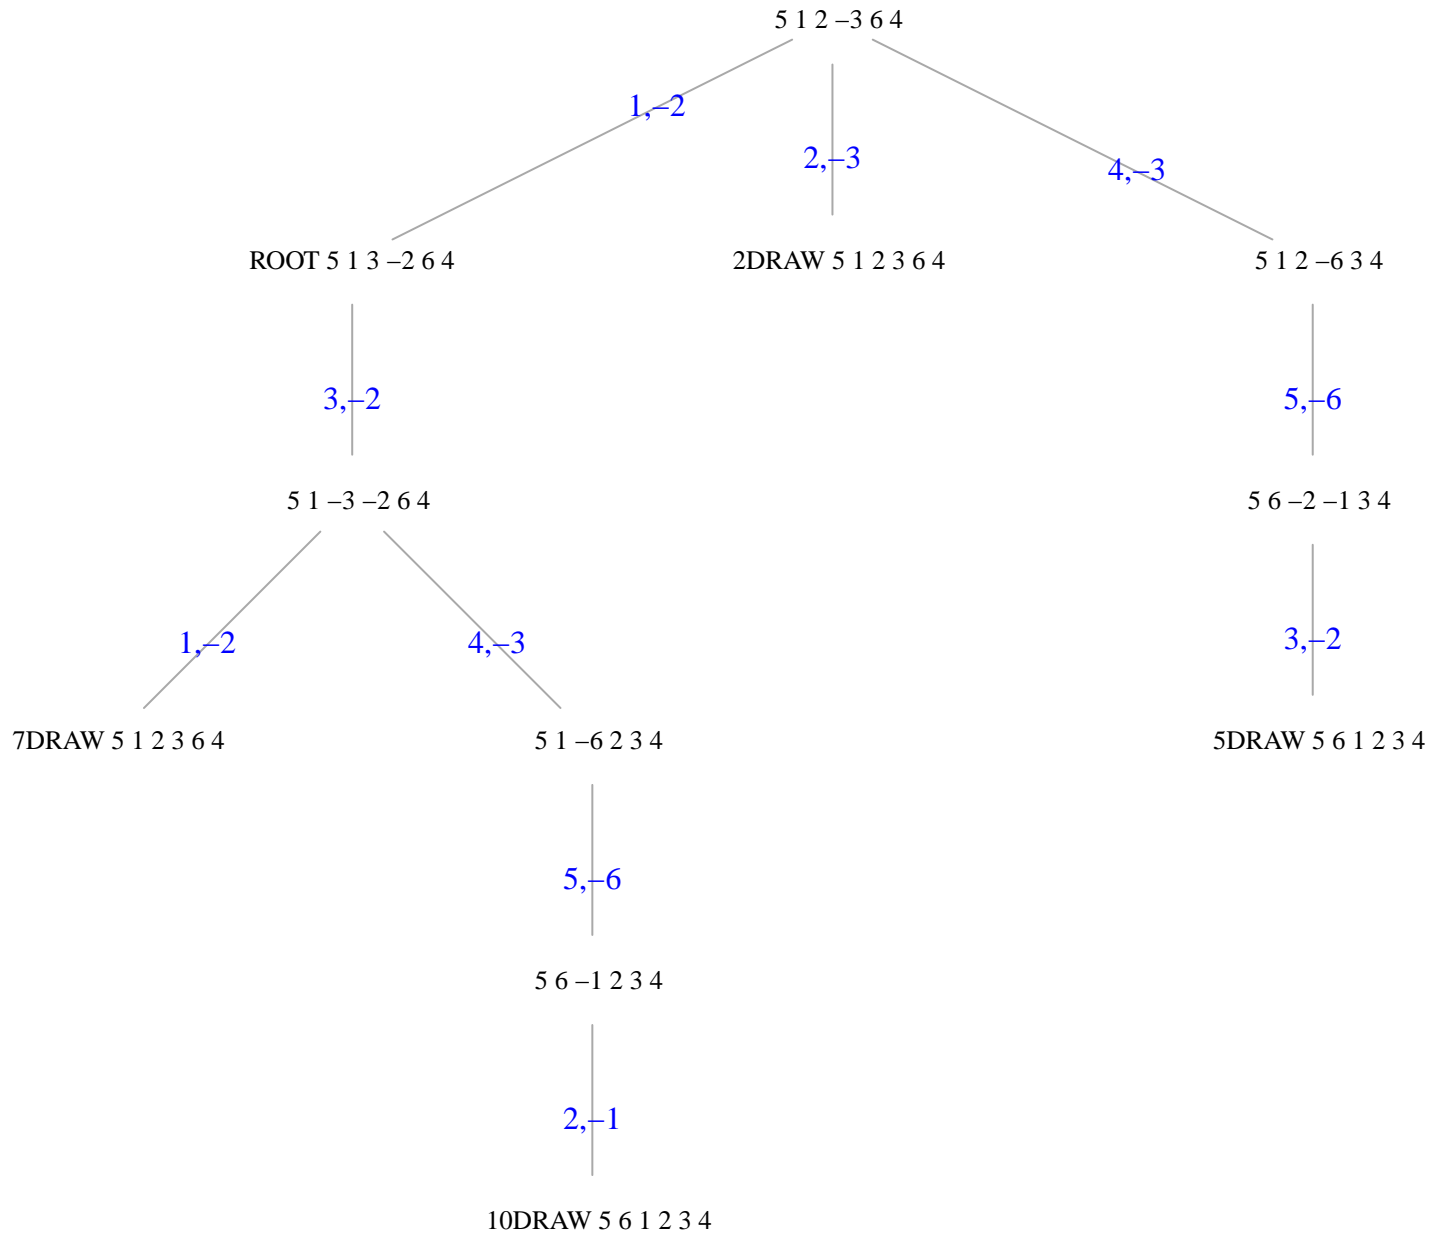 5 1 2 –3 6 4
1,–2
2,–3
4,–3
ROOT 5 1 3 –2 6 4
2DRAW 5 1 2 3 6 4
5 1 2 –6 3 4
3,–2
5,–6
5 1 –3 –2 6 4
5 6 –2 –1 3 4
1,–2
4,–3
3,–2
7DRAW 5 1 2 3 6 4
5 1 –6 2 3 4
5DRAW 5 6 1 2 3 4
5,–6
5 6 –1 2 3 4
2,–1
10DRAW 5 6 1 2 3 4